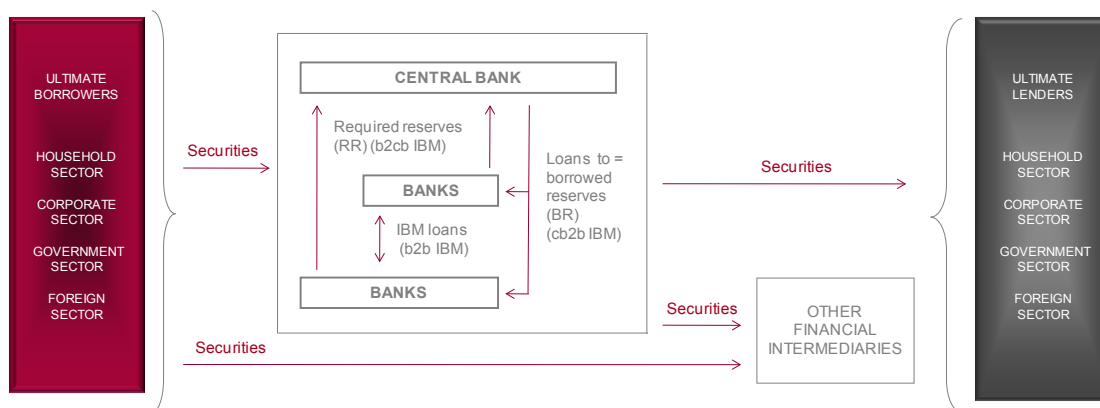 ULTIMATE
BORROWERS
HOUSEHOLD
SECTOR
CORPORATE
SECTOR
GOVERNMENT
SECTOR
FOREIGN
SECTOR
Securities
Securities
CENTRAL BANK
Required reserves
(RR) (b2cb IBM)
BANKS
IBM loans
(b2b IBM)
BANKS
Loans to =
borrowed
reserves
(BR)
(cb2b IBM)
Securities
Securities
OTHER
FINANCIAL
INTERMEDIARIES
ULTIMATE
LENDERS
HOUSEHOLD
SECTOR
CORPORATE
SECTOR
GOVERNMENT
SECTOR
FOREIGN
SECTOR